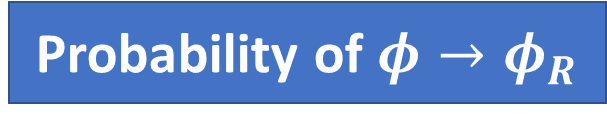 Probability of ϕ → ϕ_R